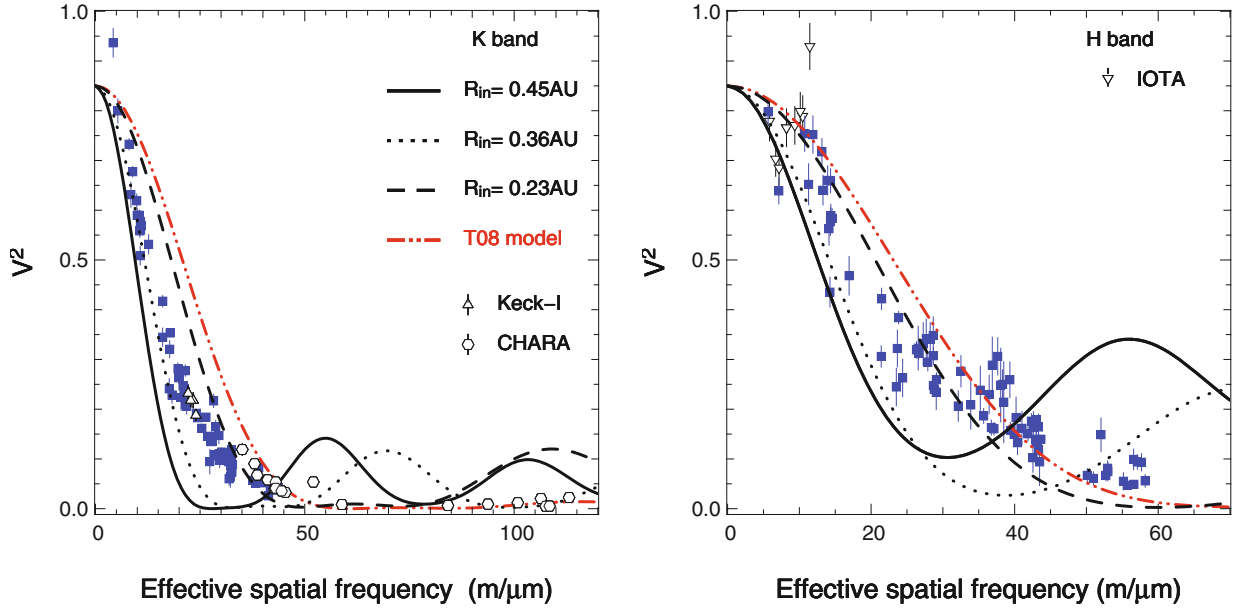 K band
R_in= 0.45AU
R_in= 0.36AU
R_in= 0.23AU
T08 model
Keck-I
CHARA
1.0
0.5
0.0
V²
0
50
100
Effective spatial frequency (m/μm)
H band
IOTA
1.0
0.5
0.0
V²
0
20
40
60
Effective spatial frequency (m/μm)